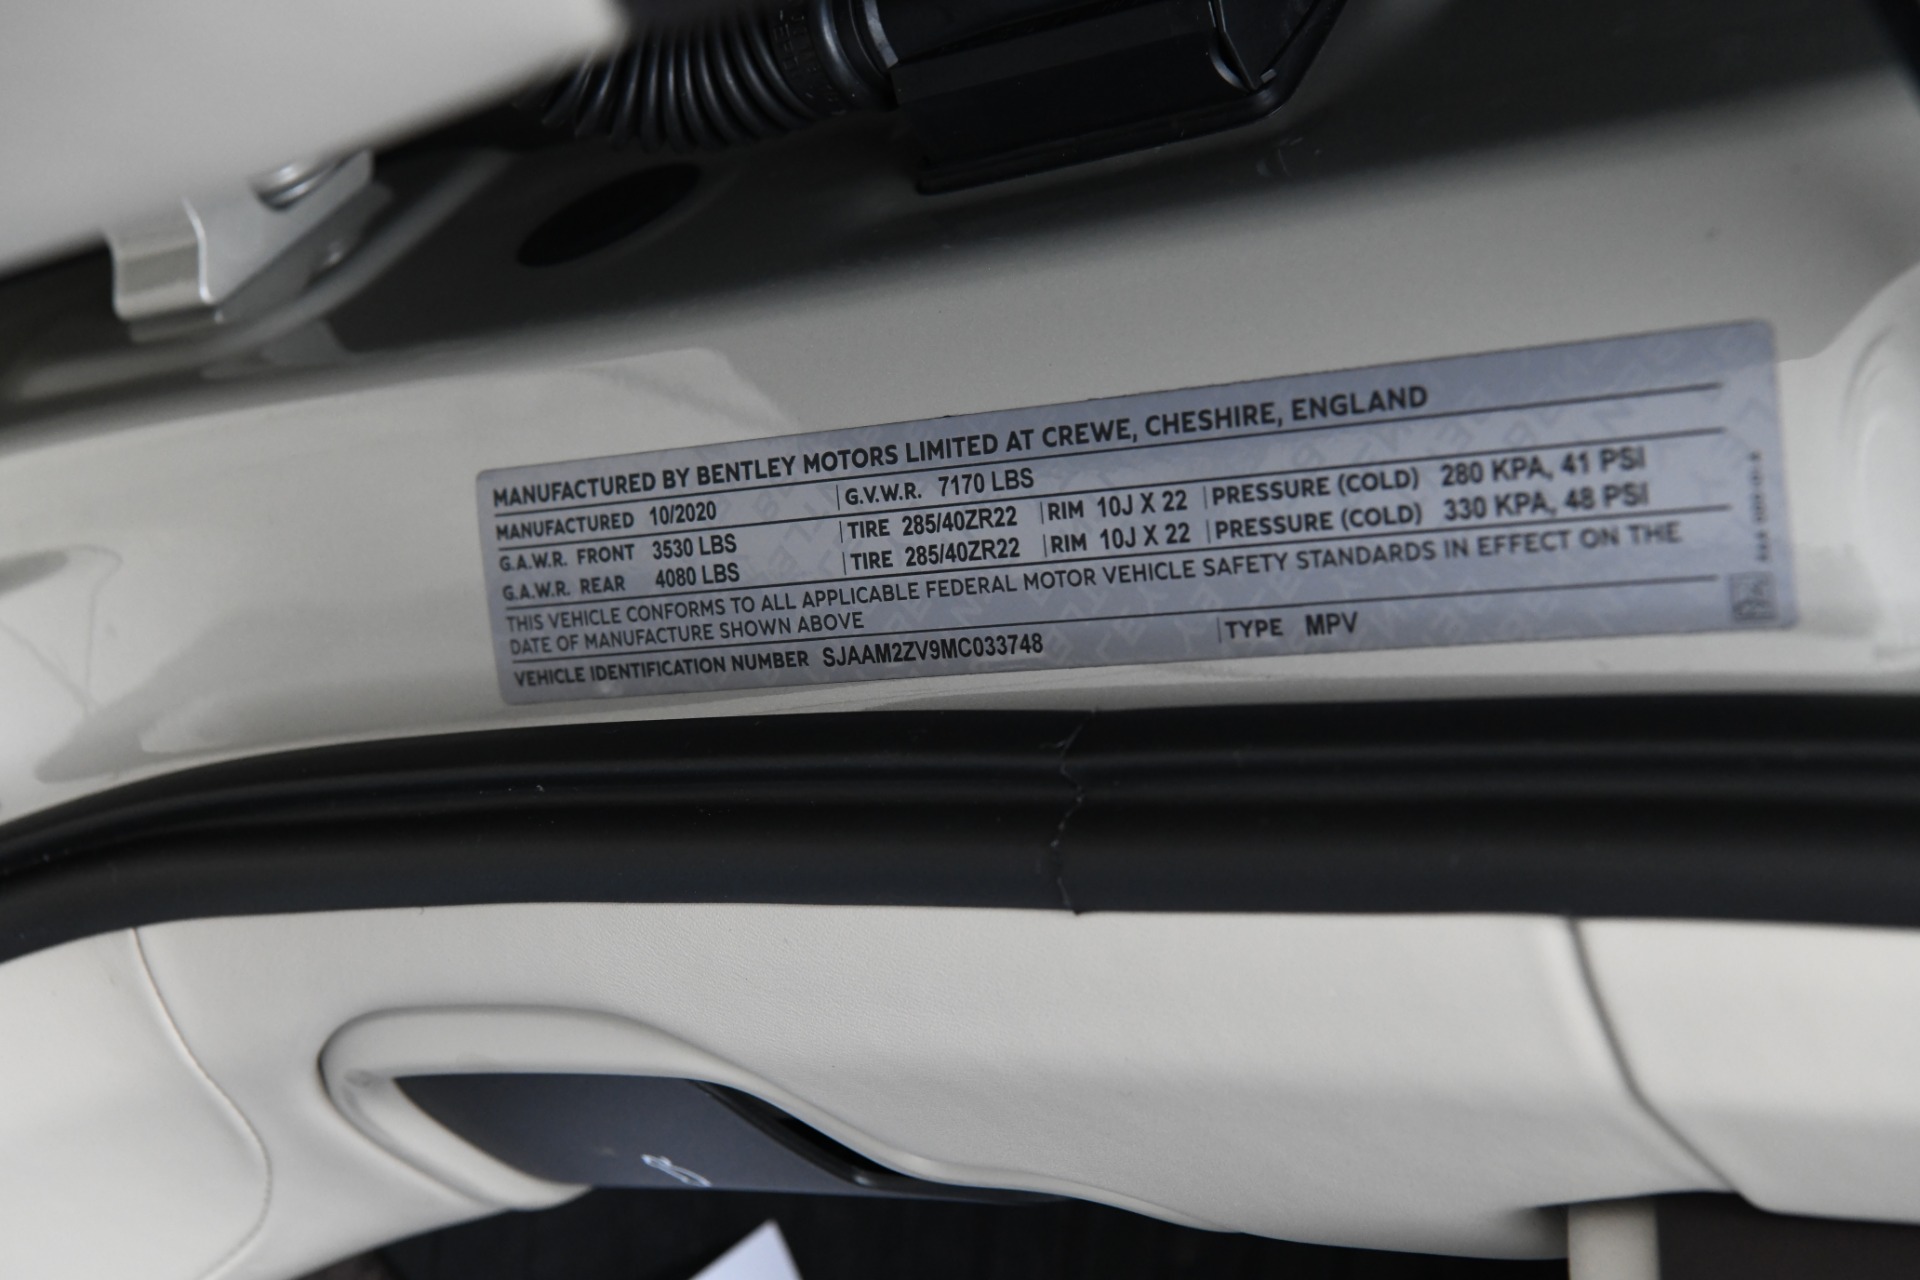 MANUFACTURED BY BENTLEY MOTORS LIMITED AT CREWE, CHESHIRE, ENGLAND
MANUFACTURED 10/2020 G.V.W.R. 7170 LBS
G.A.W.R. FRONT 3530 LBS TIRE 285/40ZR22 RIM 10J X 22 PRESSURE (COLD) 280 KPA, 41 PSI
G.A.W.R. REAR 4080 LBS TIRE 285/40ZR22 RIM 10J X 22 PRESSURE (COLD) 330 KPA, 48 PSI
THIS VEHICLE CONFORMS TO ALL APPLICABLE FEDERAL MOTOR VEHICLE SAFETY STANDARDS IN EFFECT ON THE
DATE OF MANUFACTURE SHOWN ABOVE
VEHICLE IDENTIFICATION NUMBER SJAAM2ZV9MC033748 TYPE MPV